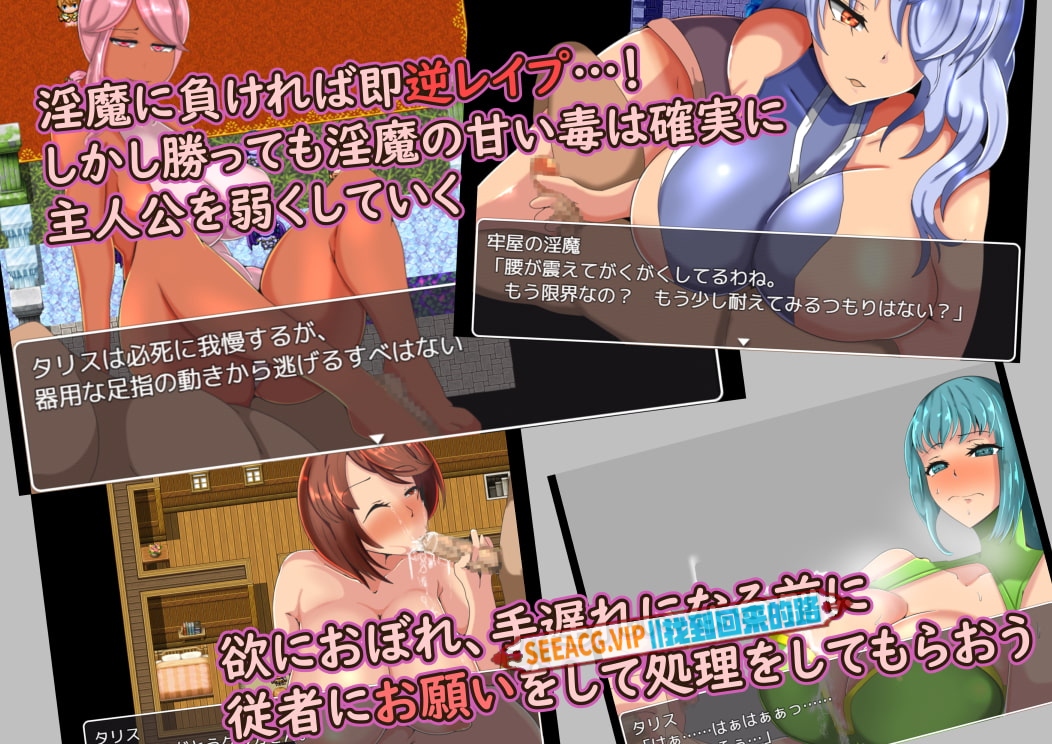 淫魔に負ければ即逆レイプ…！
しかし勝っても淫魔の甘い毒は確実に
主人公を弱くしていく
牢屋の淫魔
「腰が震えてがくがくしてるわね。
もう限界なの？　もう少し耐えてみるつもりはない？」
タリスは必死に我慢するが、
器用な足指の動きから逃げるすべはない
欲におぼれ、手遅れになる前に
SEEACG.VIP||找到回来的路
従者にお願いをして処理をしてもらおう
タリス
タリス
「はぁ……はぁはぁぁっ……